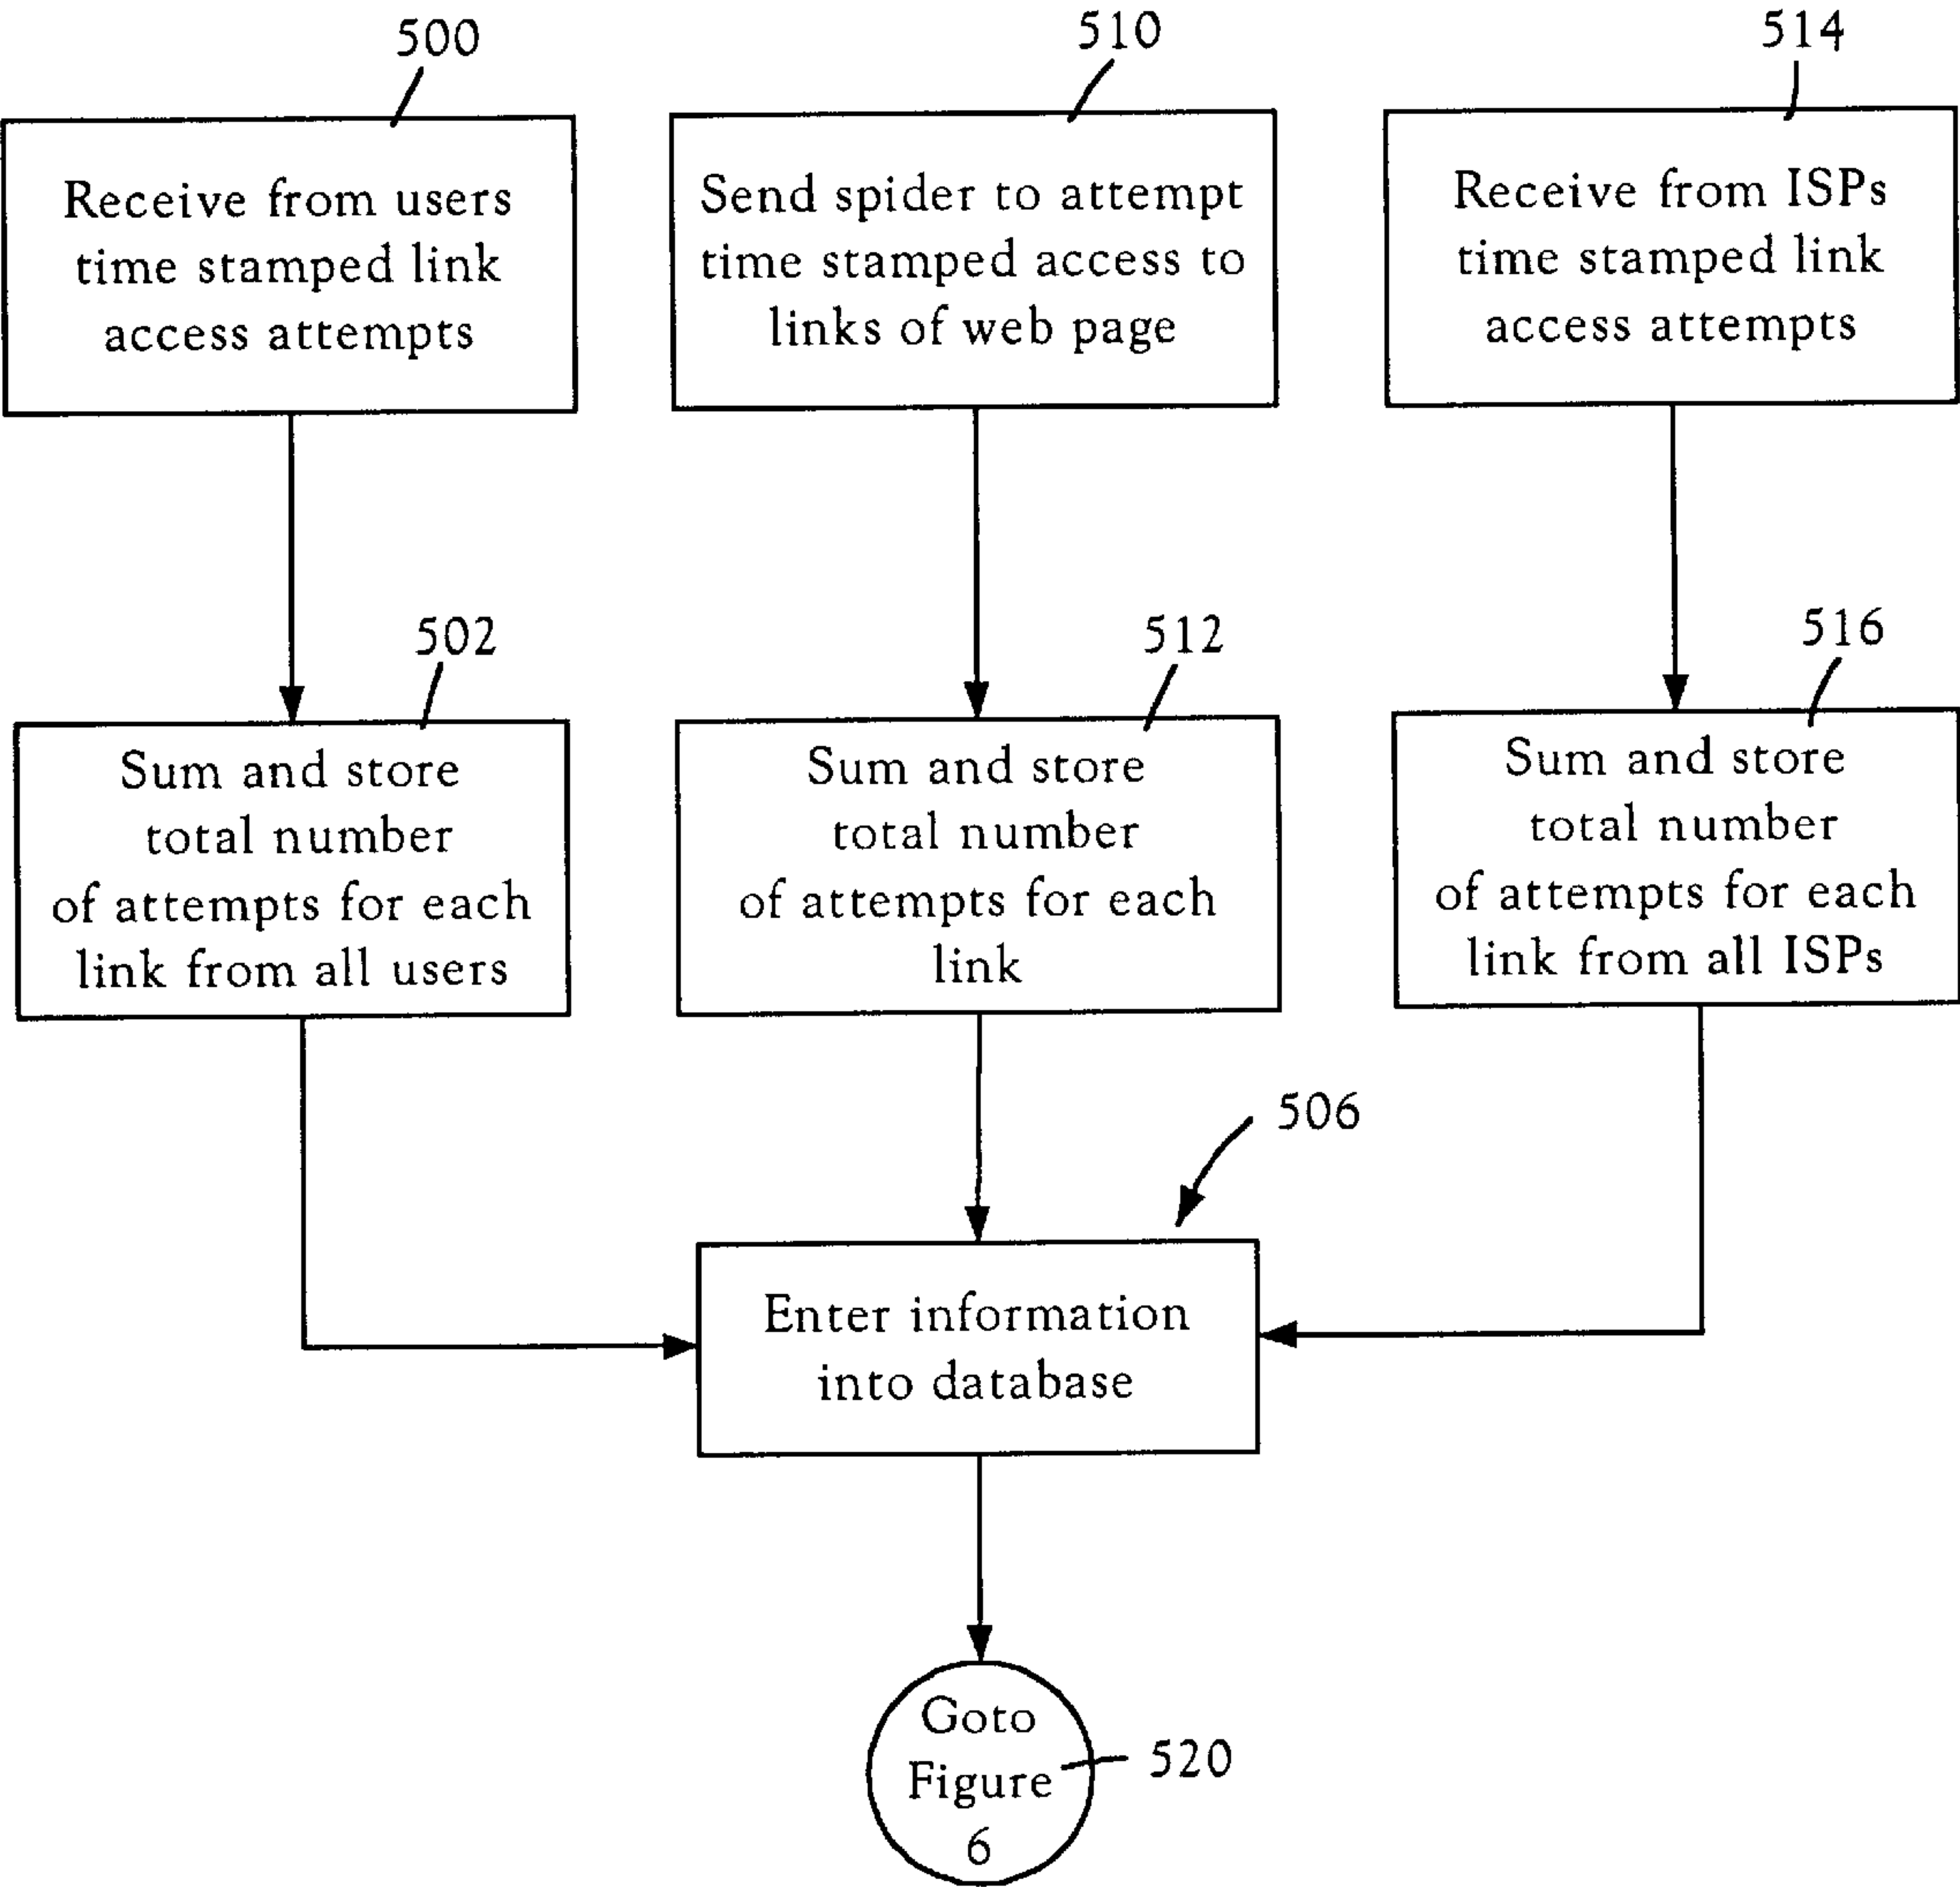 500
510
514
Receive from users
time stamped link
access attempts
Send spider to attempt
time stamped access to
links of web page
Receive from ISPs
time stamped link
access attempts
502
512
516
Sum and store
total number
of attempts for each
link from all users
Sum and store
total number
of attempts for each
link
Sum and store
total number
of attempts for each
link from all ISPs
506
Enter information
into database
Goto
Figure
6
520